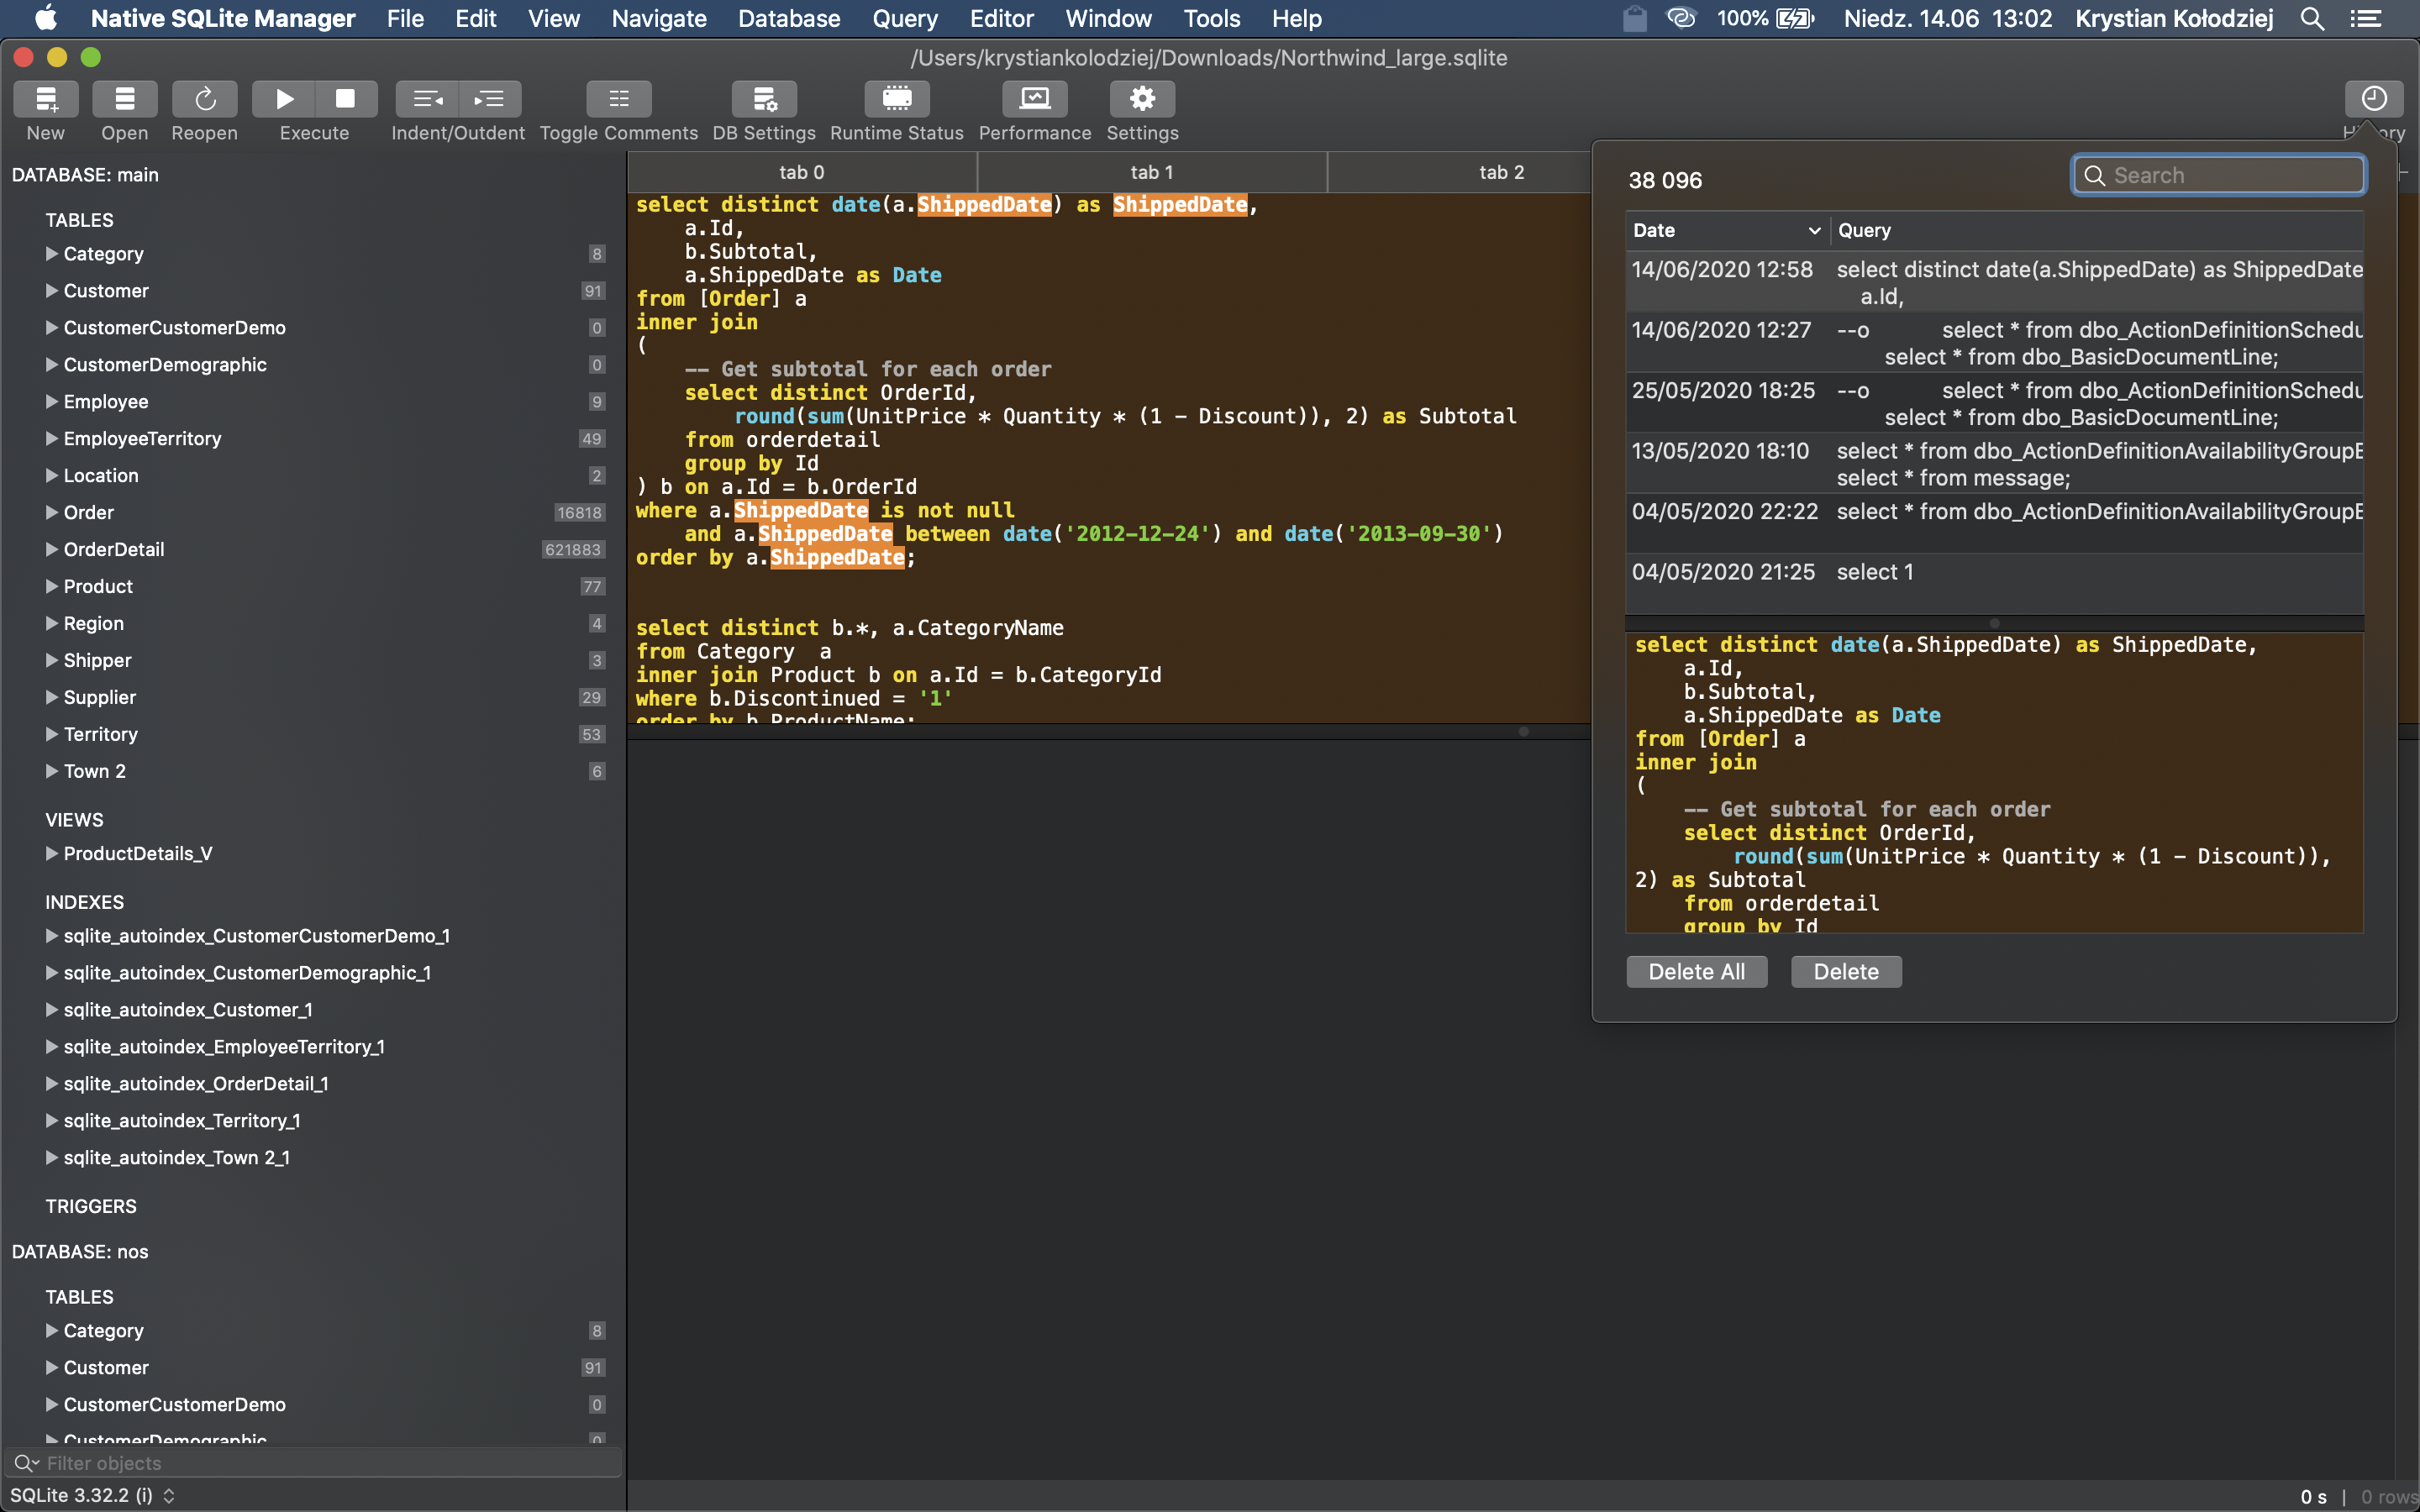 Native SQLite Manager File Edit View Navigate Database Query Editor Window Tools Help 100% Niedz. 14.06 13:02 Krystian Kołodziej
/Users/krystiankolodziej/Downloads/Northwind_large.sqlite
New Open Reopen Execute Indent/Outdent Toggle Comments DB Settings Runtime Status Performance Settings
DATABASE: main
TABLES
Category 8
Customer 91
CustomerCustomerDemo 0
CustomerDemographic 0
Employee 9
EmployeeTerritory 49
Location 2
Order 16818
OrderDetail 621883
Product 77
Region 4
Shipper 3
Supplier 29
Territory 53
Town 2 6
VIEWS
ProductDetails_V
INDEXES
sqlite_autoindex_CustomerCustomerDemo_1
sqlite_autoindex_CustomerDemographic_1
sqlite_autoindex_Customer_1
sqlite_autoindex_EmployeeTerritory_1
sqlite_autoindex_OrderDetail_1
sqlite_autoindex_Territory_1
sqlite_autoindex_Town 2_1
TRIGGERS
DATABASE: nos
TABLES
Category 8
Customer 91
CustomerCustomerDemo 0
CustomerDemographic 0
Filter objects
SQLite 3.32.2 (i)
tab 0 tab 1 tab 2
select distinct date(a.ShippedDate) as ShippedDate,
a.Id,
b.Subtotal,
a.ShippedDate as Date
from [Order] a
inner join
(
-- Get subtotal for each order
select distinct OrderId,
round(sum(UnitPrice * Quantity * (1 - Discount)), 2) as Subtotal
from orderdetail
group by Id
) b on a.Id = b.OrderId
where a.ShippedDate is not null
and a.ShippedDate between date('2012-12-24') and date('2013-09-30')
order by a.ShippedDate;
select distinct b.*, a.CategoryName
from Category a
inner join Product b on a.Id = b.CategoryId
where b.Discontinued = '1'
order by b.ProductName;
38 096 Search
Date Query
14/06/2020 12:58 select distinct date(a.ShippedDate) as ShippedDate
a.Id,
14/06/2020 12:27 --o select * from dbo_ActionDefinitionSchedu
select * from dbo_BasicDocumentLine;
25/05/2020 18:25 --o select * from dbo_ActionDefinitionSchedu
select * from dbo_BasicDocumentLine;
13/05/2020 18:10 select * from dbo_ActionDefinitionAvailabilityGroup
select * from message;
04/05/2020 22:22 select * from dbo_ActionDefinitionAvailabilityGroup
04/05/2020 21:25 select 1
select distinct date(a.ShippedDate) as ShippedDate,
a.Id,
b.Subtotal,
a.ShippedDate as Date
from [Order] a
inner join
(
-- Get subtotal for each order
select distinct OrderId,
round(sum(UnitPrice * Quantity * (1 - Discount)),
2) as Subtotal
from orderdetail
group by Id
Delete All Delete
0 s | 0 rows